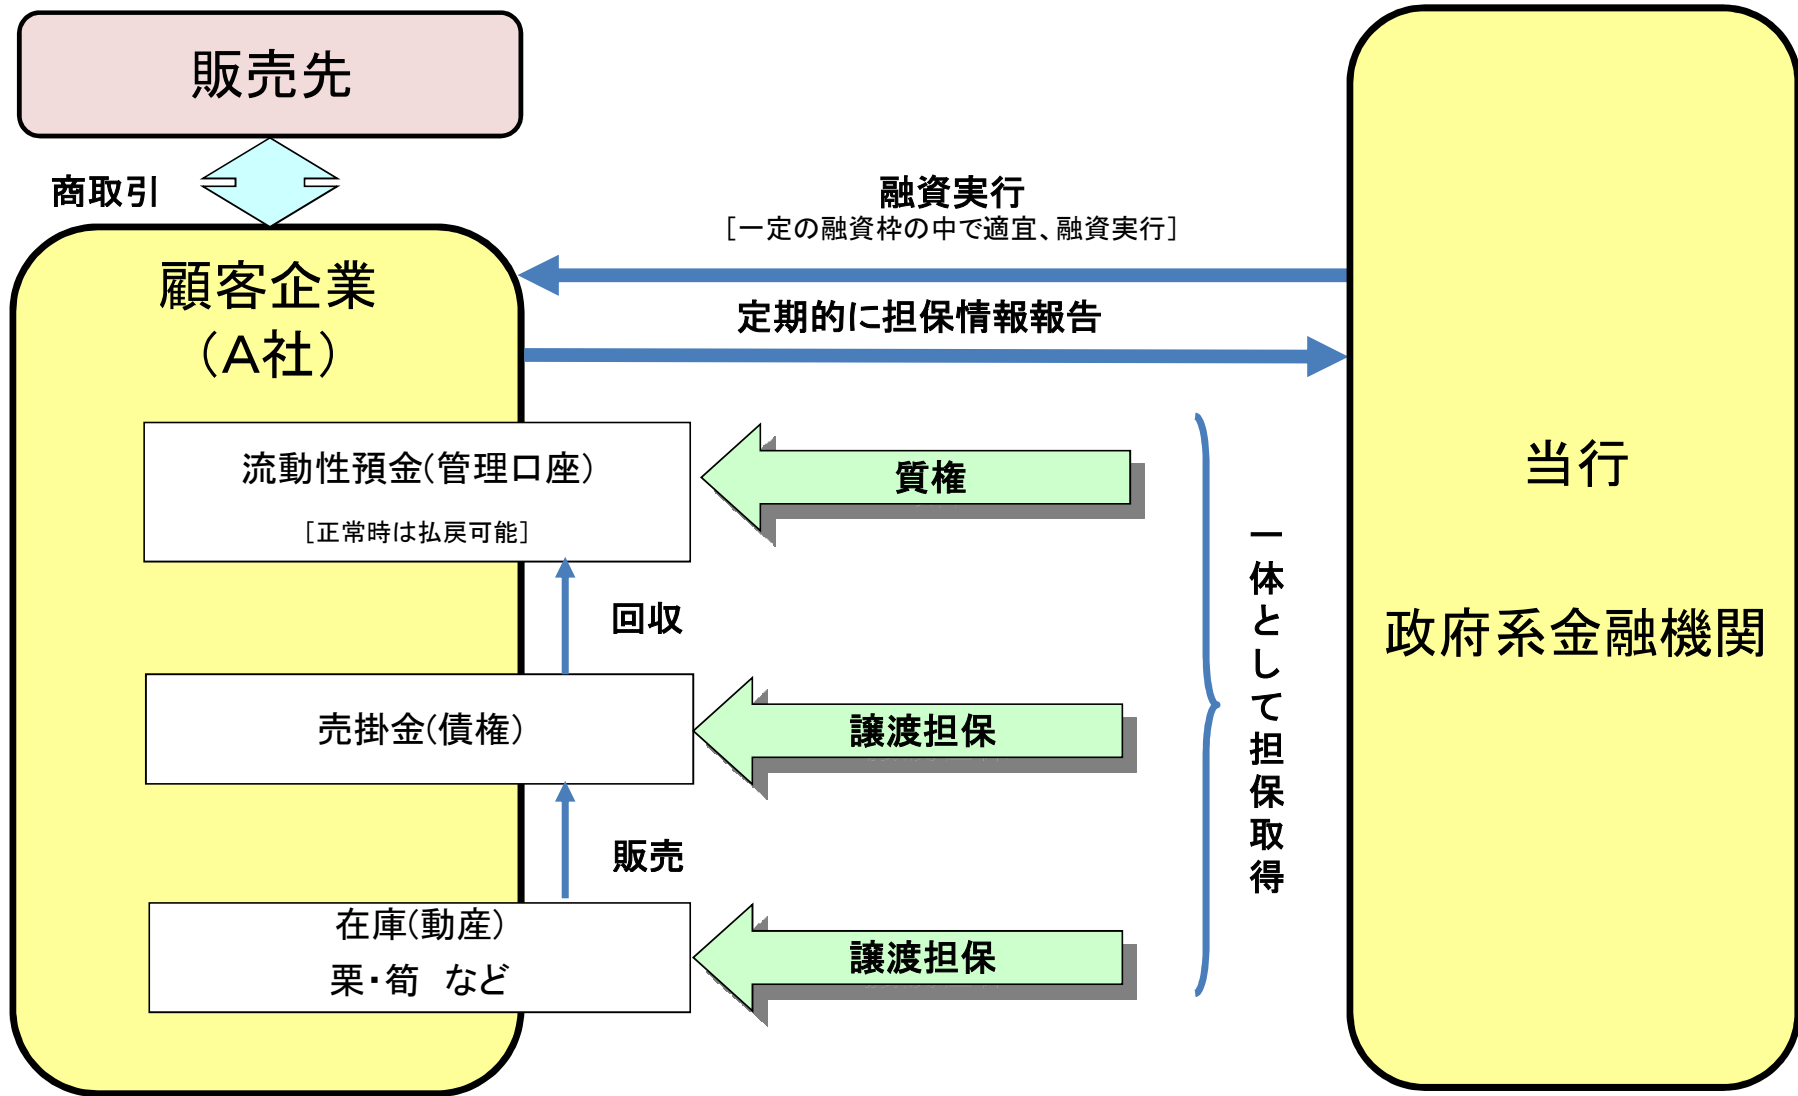 販売先
商取引
融資実行
[一定の融資枠の中で適宜、融資実行]
顧客企業
(A社)
定期的に担保情報報告
流動性預金(管理口座)
[正常時は払戻可能]
質権
回収
売掛金(債権)
譲渡担保
販売
在庫(動産)
栗・筍　など
譲渡担保
一体として担保取得
当行
政府系金融機関